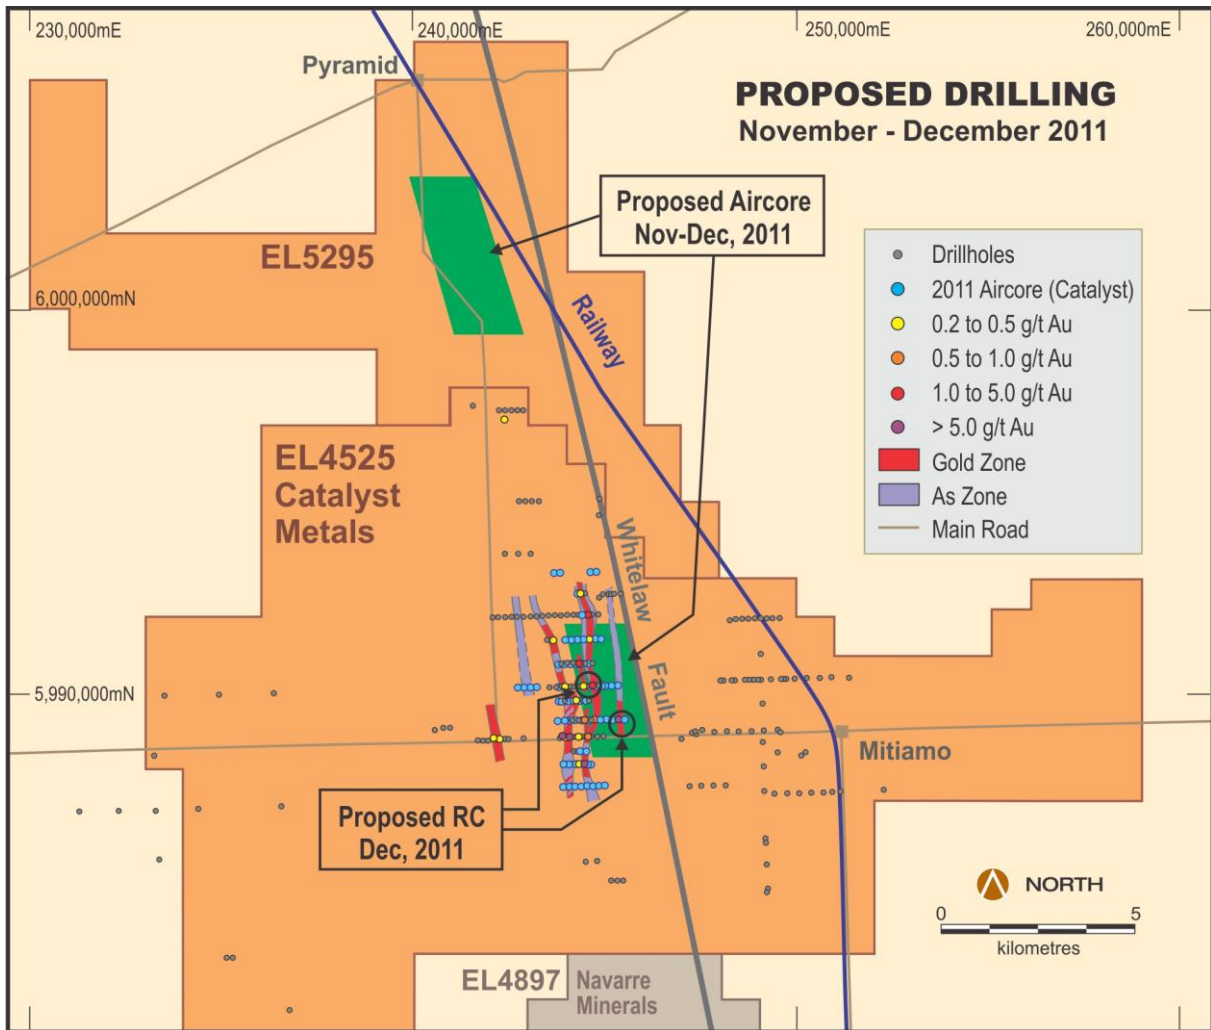 230,000mE
240,000mE
250,000mE
260,000mE
Pyramid
PROPOSED DRILLING
November - December 2011
Proposed Aircore
Nov-Dec, 2011
EL5295
6,000,000mN
Railway
Drillholes
2011 Aircore (Catalyst)
0.2 to 0.5 g/t Au
0.5 to 1.0 g/t Au
1.0 to 5.0 g/t Au
> 5.0 g/t Au
Gold Zone
As Zone
Main Road
EL4525
Catalyst
Metals
Whitelaw
Fault
5,990,000mN
Mitiamo
Proposed RC
Dec, 2011
NORTH
0
5
kilometres
EL4897
Navarre
Minerals